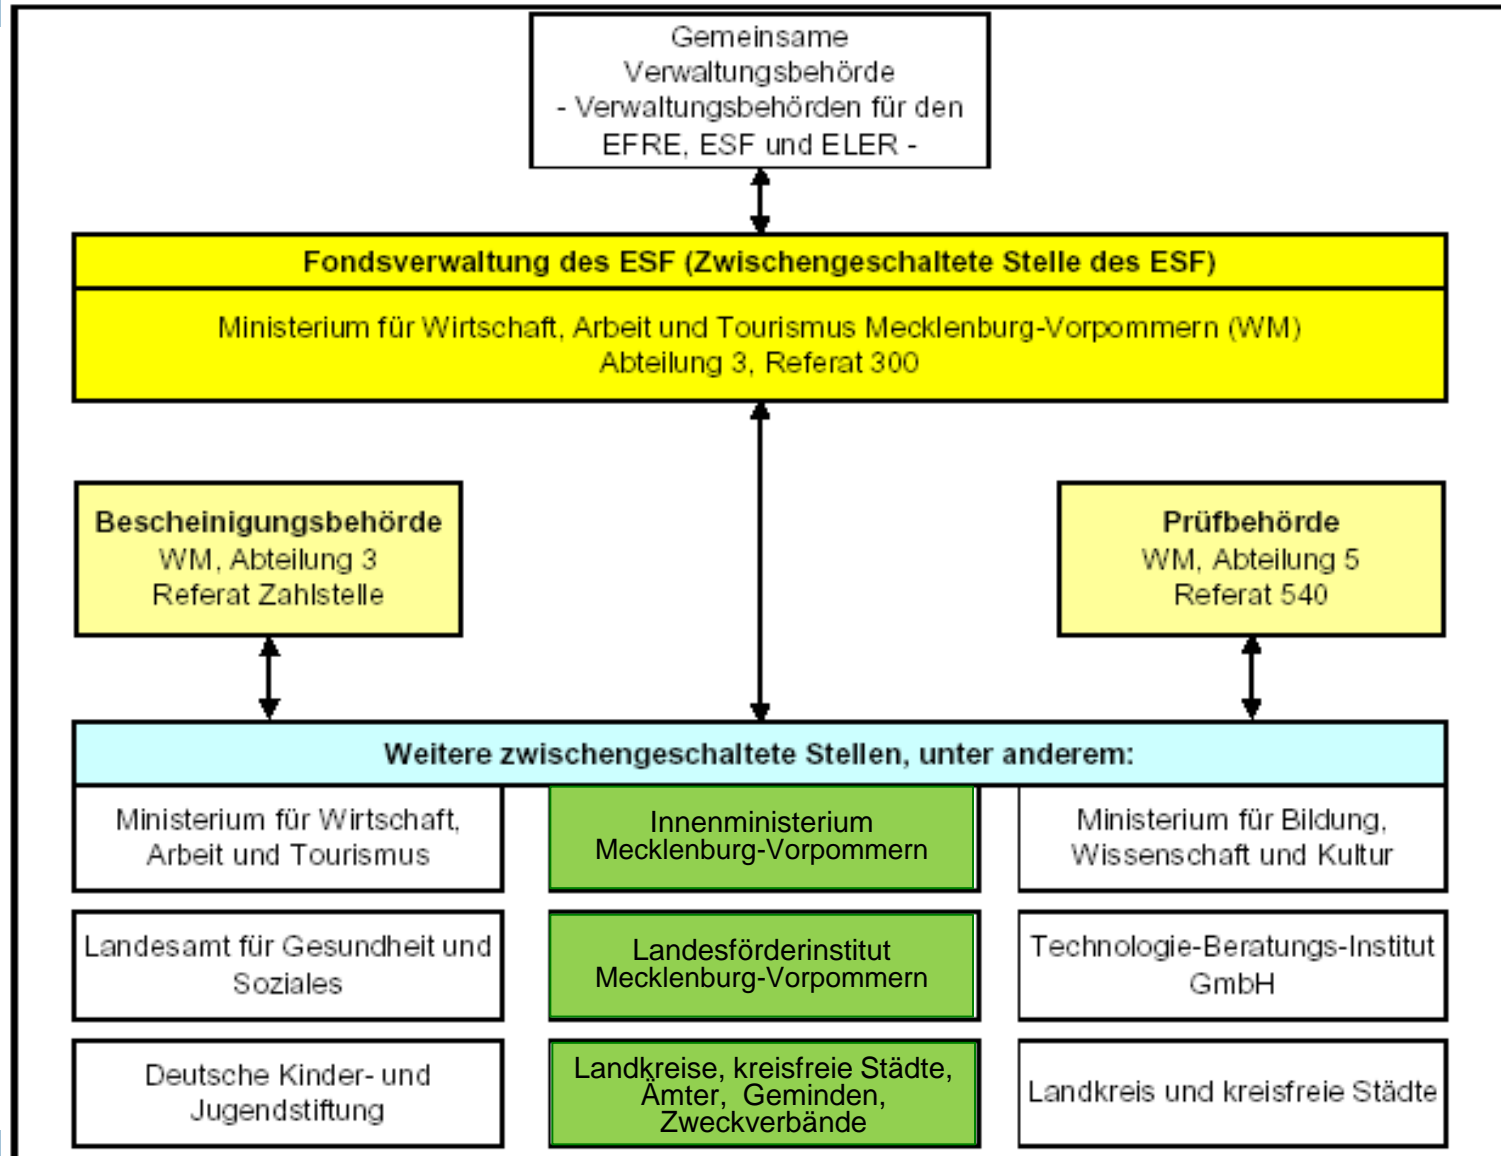 Gemeinsame
Verwaltungsbehörde
- Verwaltungsbehörden für den
EFRE, ESF und ELER -
Fondsverwaltung des ESF (Zwischengeschaltete Stelle des ESF)
Ministerium für Wirtschaft, Arbeit und Tourismus Mecklenburg-Vorpommern (WM)
Abteilung 3, Referat 300
Bescheinigungsbehörde
WM, Abteilung 3
Referat Zahlstelle
Prüfbehörde
WM, Abteilung 5
Referat 540
Weitere zwischengeschaltete Stellen, unter anderem:
Ministerium für Wirtschaft,
Arbeit und Tourismus
Innenministerium
Mecklenburg-Vorpommern
Ministerium für Bildung,
Wissenschaft und Kultur
Landesamt für Gesundheit und
Soziales
Landesförderinstitut
Mecklenburg-Vorpommern
Technologie-Beratungs-Institut
GmbH
Deutsche Kinder- und
Jugendstiftung
Landkreise, kreisfreie Städte,
Ämter, Geminden,
Zweckverbände
Landkreis und kreisfreie Städte